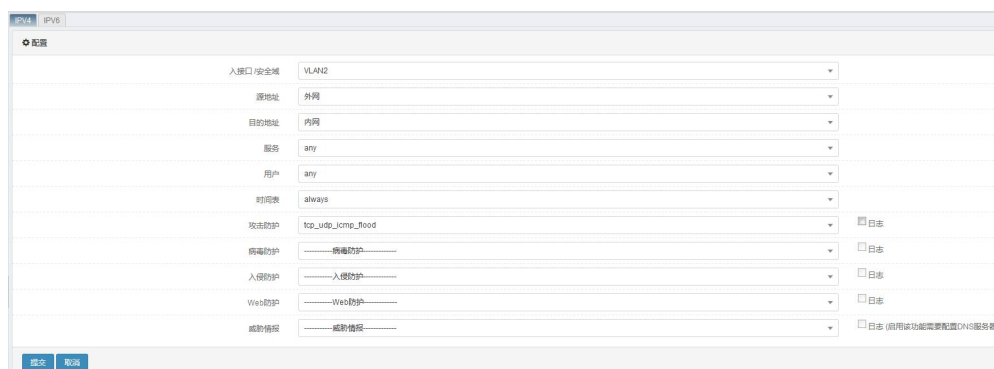 IPV4 IPV6
配置
入接口/安全域 VLAN2
源地址 外网
目的地址 内网
服务 any
用户 any
时间表 always
攻击防护 tcp_udp_icmp_flood 日志
病毒防护 -----------病毒防护------------- 日志
入侵防护 -----------入侵防护------------- 日志
Web防护 -----------Web防护------------- 日志
威胁情报 -----------威胁情报------------- 日志 (启用该功能需要配置DNS服务器
提交 取消